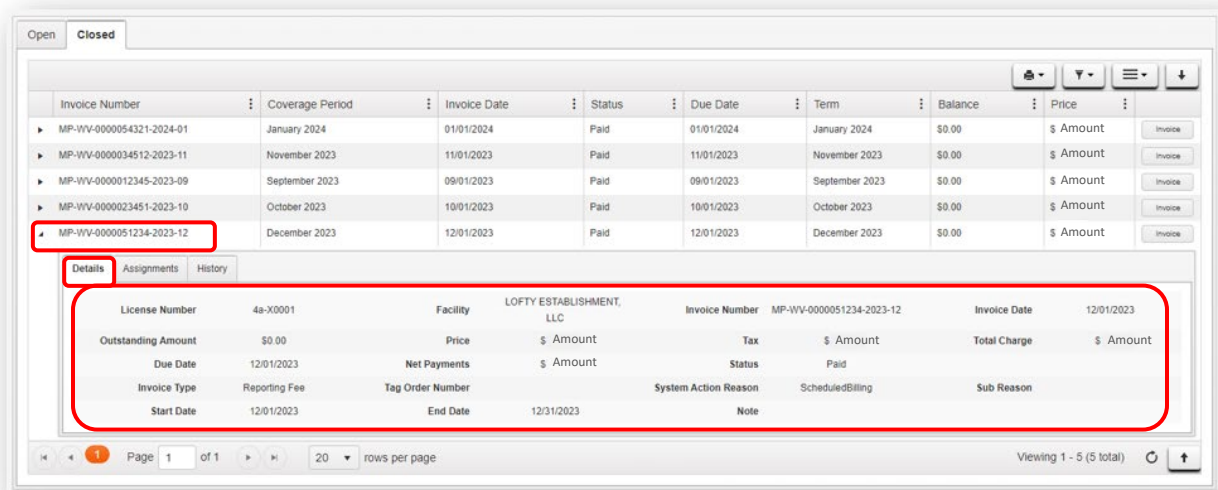 Open Closed
Invoice Number Coverage Period Invoice Date Status Due Date Term Balance Price
MP-WV-0000054321-2024-01 January 2024 01/01/2024 Paid 01/01/2024 January 2024 $0.00 $ Amount Invoice
MP-WV-0000034512-2023-11 November 2023 11/01/2023 Paid 11/01/2023 November 2023 $0.00 $ Amount Invoice
MP-WV-0000012345-2023-09 September 2023 09/01/2023 Paid 09/01/2023 September 2023 $0.00 $ Amount Invoice
MP-WV-0000023451-2023-10 October 2023 10/01/2023 Paid 10/01/2023 October 2023 $0.00 $ Amount Invoice
MP-WV-0000051234-2023-12 December 2023 12/01/2023 Paid 12/01/2023 December 2023 $0.00 $ Amount Invoice
Details Assignments History
License Number 4a-X0001 Facility LOFTY ESTABLISHMENT, LLC Invoice Number MP-WV-0000051234-2023-12 Invoice Date 12/01/2023
Outstanding Amount $0.00 Price $ Amount Tax $ Amount Total Charge $ Amount
Due Date 12/01/2023 Net Payments $ Amount Status Paid
Invoice Type Reporting Fee Tag Order Number System Action Reason ScheduledBilling Sub Reason
Start Date 12/01/2023 End Date 12/31/2023 Note
1 Page 1 of 1 20 rows per page Viewing 1 - 5 (5 total)